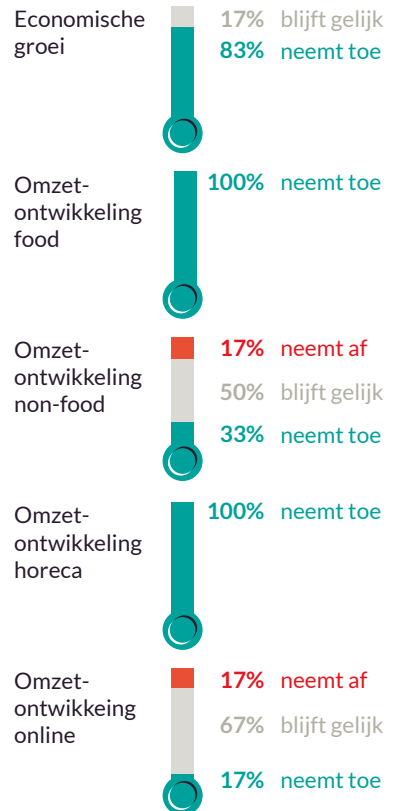 Economische
groei
17% blijft gelijk
83% neemt toe
Omzet-
ontwikkeling
food
100% neemt toe
Omzet-
ontwikkeling
non-food
17% neemt af
50% blijft gelijk
33% neemt toe
Omzet-
ontwikkeling
horeca
100% neemt toe
Omzet-
ontwikkeing
online
17% neemt af
67% blijft gelijk
17% neemt toe